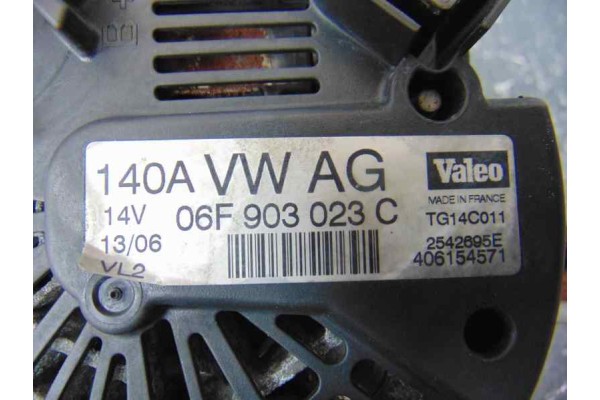 140A VW AG
14V 06F 903 023 C
13/06
VL2
Valeo
MADE IN FRANCE
TG14C011
2542695E
406154571